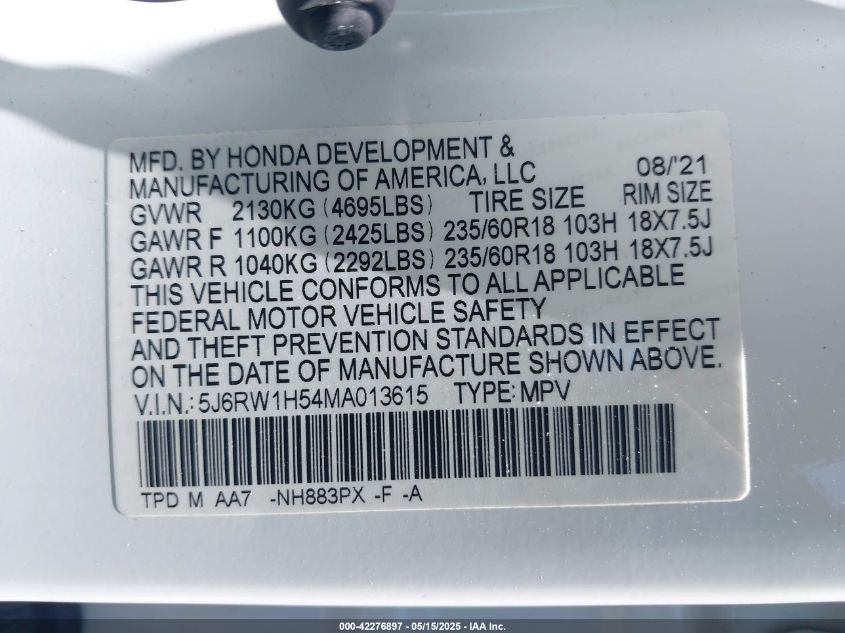 MFD. BY HONDA DEVELOPMENT &
MANUFACTURING OF AMERICA, LLC 08/'21
GVWR 2130KG (4695LBS) TIRE SIZE RIM SIZE
GAWR F 1100KG (2425LBS) 235/60R18 103H 18X7.5J
GAWR R 1040KG (2292LBS) 235/60R18 103H 18X7.5J
THIS VEHICLE CONFORMS TO ALL APPLICABLE
FEDERAL MOTOR VEHICLE SAFETY
AND THEFT PREVENTION STANDARDS IN EFFECT
ON THE DATE OF MANUFACTURE SHOWN ABOVE.
V.I.N.: 5J6RW1H54MA013615 TYPE: MPV
TPD M AA7 -NH883PX -F -A
000-42276897 - 05/15/2025 - IAA Inc.